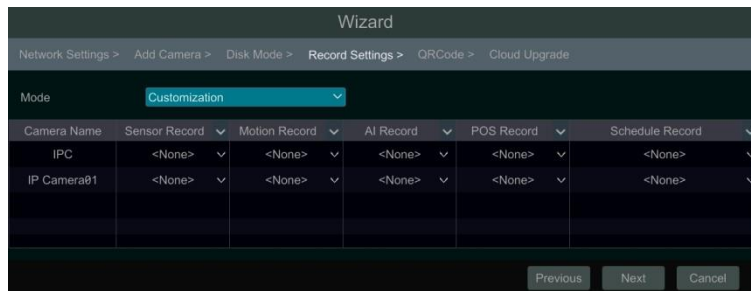 Wizard
Network Settings > Add Camera > Disk Mode > Record Settings > QRCode > Cloud Upgrade
Mode Customization
Camera Name Sensor Record Motion Record AI Record POS Record Schedule Record
IPC <None> <None> <None> <None> <None>
IP Camera01 <None> <None> <None> <None> <None>
Previous Next Cancel